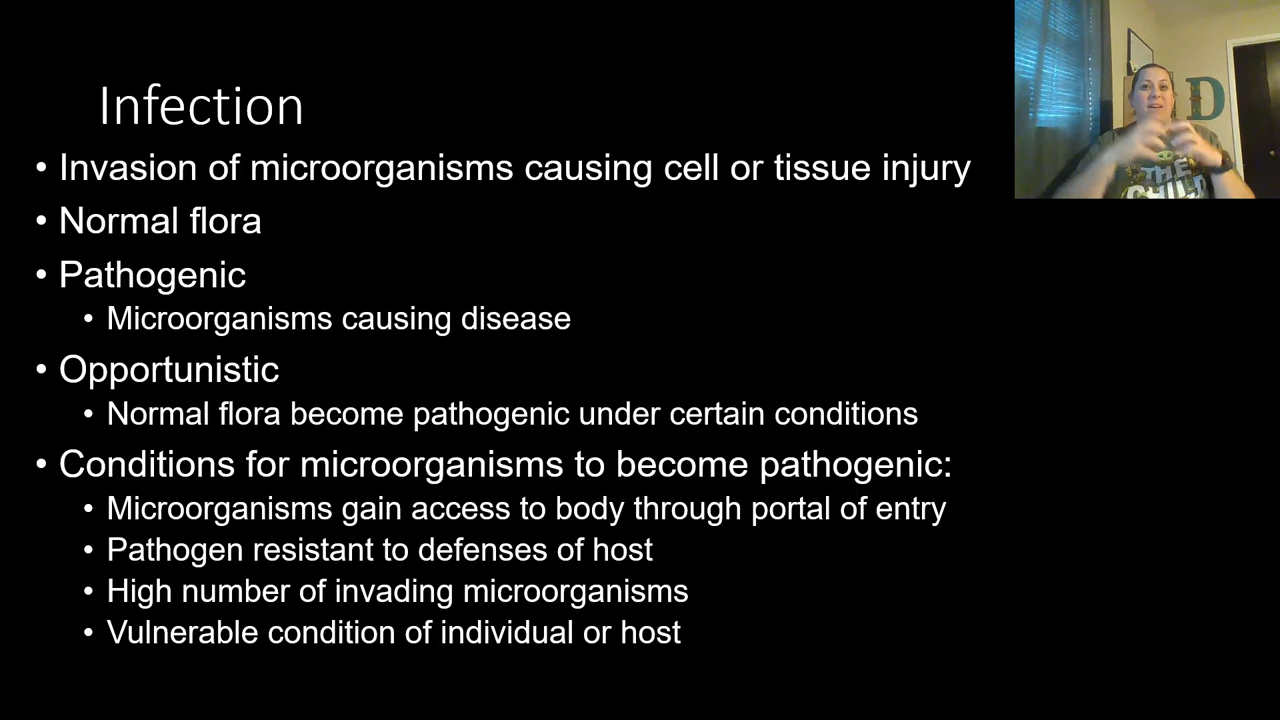 Infection
• Invasion of microorganisms causing cell or tissue injury
• Normal flora
• Pathogenic
• Microorganisms causing disease
• Opportunistic
• Normal flora become pathogenic under certain conditions
• Conditions for microorganisms to become pathogenic:
• Microorganisms gain access to body through portal of entry
• Pathogen resistant to defenses of host
• High number of invading microorganisms
• Vulnerable condition of individual or host
D
THE
CHILD